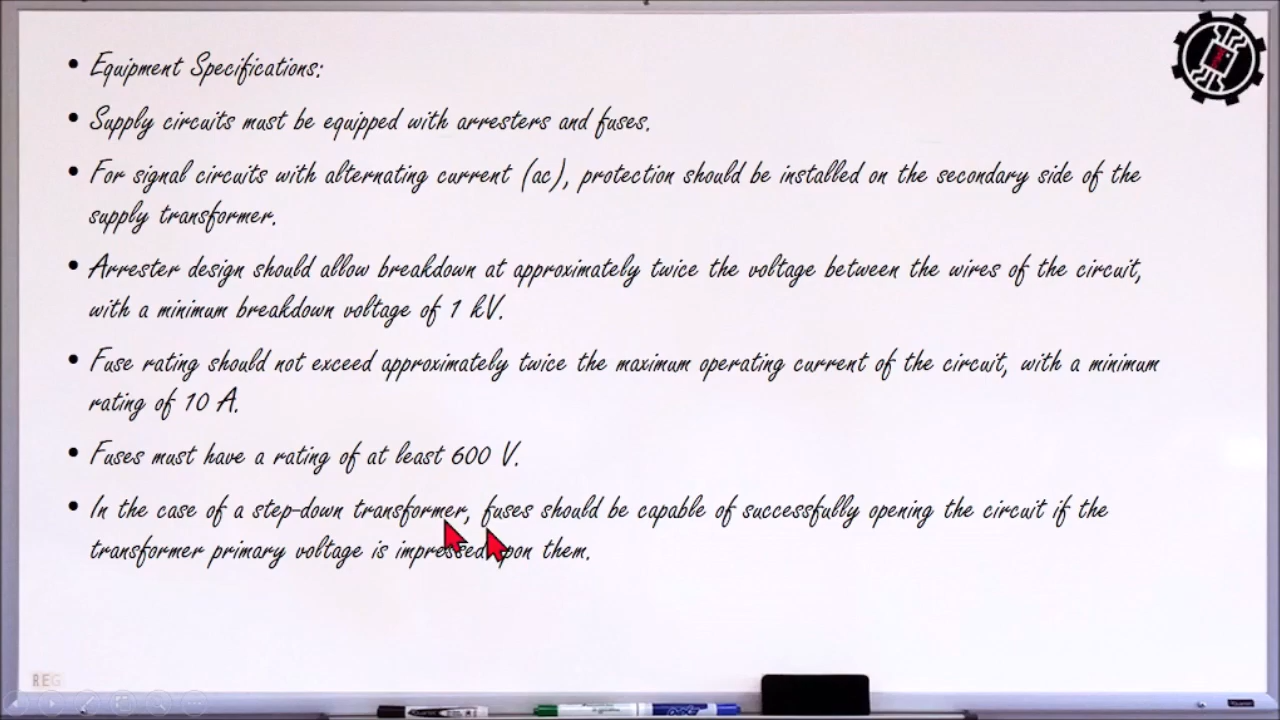 • Equipment Specifications:
• Supply circuits must be equipped with arresters and fuses.
• For signal circuits with alternating current (ac), protection should be installed on the secondary side of the
supply transformer.
• Arrester design should allow breakdown at approximately twice the voltage between the wires of the circuit,
with a minimum breakdown voltage of 1 kV.
• Fuse rating should not exceed approximately twice the maximum operating current of the circuit, with a minimum
rating of 10 A.
• Fuses must have a rating of at least 600 V.
• In the case of a step-down transformer, fuses should be capable of successfully opening the circuit if the
transformer primary voltage is impressed upon them.
REG